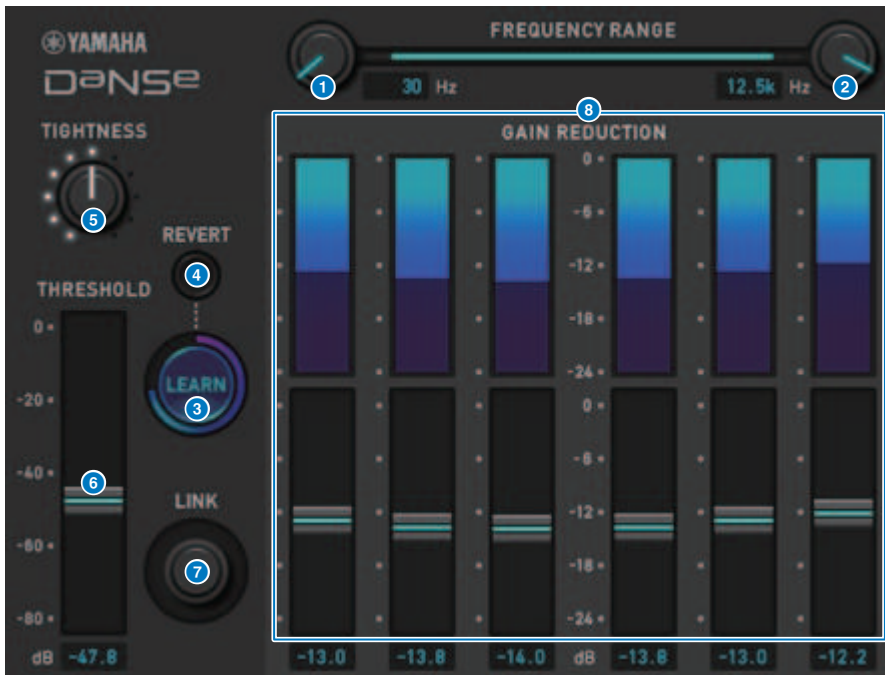 YAMAHA
DaNSe
FREQUENCY RANGE
1
30 Hz
12.5k Hz
2
8
TIGHTNESS
5
REVERT
4
THRESHOLD
0
-20
-40
-60
-80
6
LEARN
3
LINK
7
dB -47.8
GAIN REDUCTION
0
-6
-12
-18
-24
0
-6
-12
-18
-24
-13.0 -13.8 -14.0 dB -13.8 -13.0 -12.2